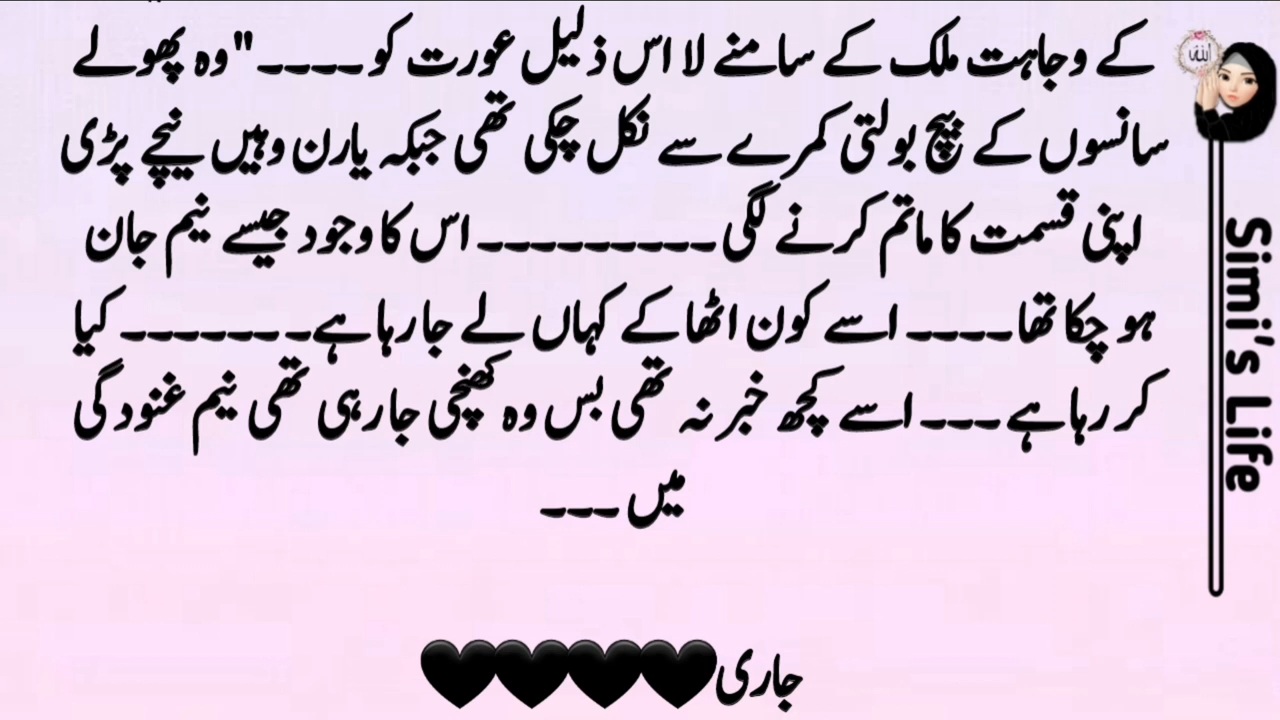 کے وجاہت ملک کے سامنے لا اس ذلیل عورت کو۔۔۔۔"وہ پھولے
سانسوں کے بیچ بولتی کمرے سے نکل چکی تھی جبکہ یارن وہیں نیچے پڑی
اپنی قسمت کا ماتم کرنے لگی۔۔۔۔۔۔۔۔۔ اس کا وجود جیسے نیم جان
ہو چکا تھا۔۔۔۔ اسے کون اٹھا کے کہاں لے جا رہا ہے۔۔۔۔۔۔۔ کیا
کر رہا ہے ۔۔۔ اسے کچھ خبر نہ تھی بس وہ کھنچی جا رہی تھی نیم غنودگی
میں ۔۔۔
جاری🖤🖤🖤🖤
الله
Simi's Life